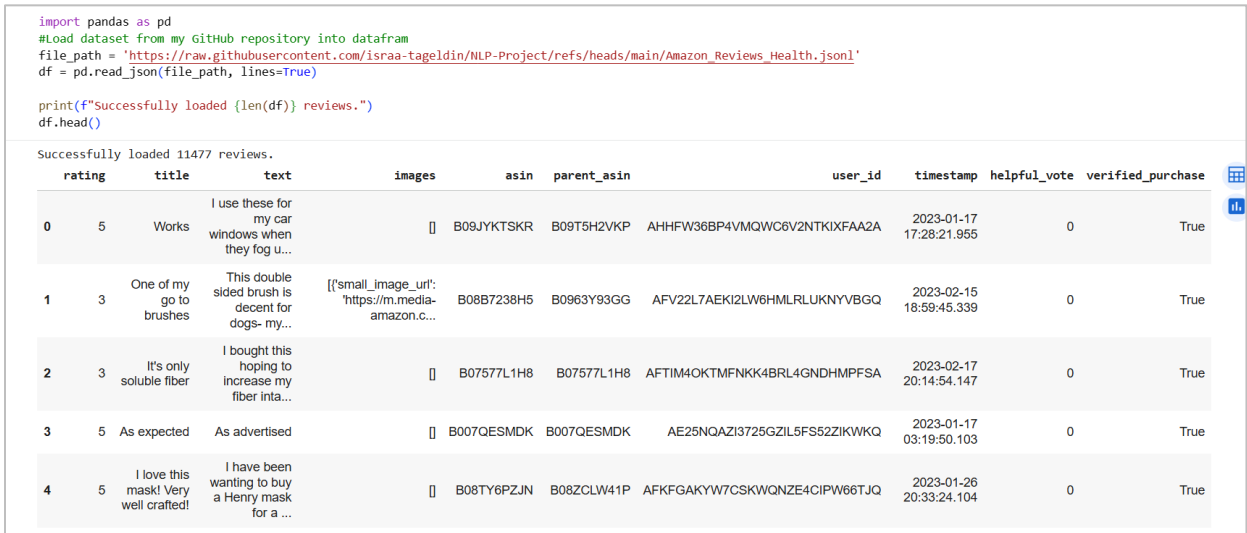 import pandas as pd
#Load dataset from my GitHub repository into datafram
file_path = 'https://raw.githubusercontent.com/israa-tageldin/NLP-Project/refs/heads/main/Amazon_Reviews_Health.jsonl'
df = pd.read_json(file_path, lines=True)
print(f"Successfully loaded {len(df)} reviews.")
df.head()
Successfully loaded 11477 reviews.
rating title text images asin parent_asin user_id timestamp helpful_vote verified_purchase
I use these for
my car
windows when
they fog u...
0 5 Works [] B09JYKTSKR B09T5H2VKP AHHFW36BP4VMQWC6V2NTKIXFAA2A 2023-01-17
17:28:21.955 0 True
One of my
go to
brushes
This double
sided brush is
decent for
dogs- my...
[{'small_image_url':
'https://m.media-
amazon.c...
1 3 B08B7238H5 B0963Y93GG AFV22L7AEKI2LW6HMLRLUKNYVBGQ 2023-02-15
18:59:45.339 0 True
It's only
soluble fiber
I bought this
hoping to
increase my
fiber inta...
2 3 [] B07577L1H8 B07577L1H8 AFTIM4OKTMFNKK4BRL4GNDHMPFSA 2023-02-17
20:14:54.147 0 True
3 5 As expected As advertised [] B007QESMDK B007QESMDK AE25NQAZI3725GZIL5FS52ZIKWKQ 2023-01-17
03:19:50.103 0 True
I love this
mask! Very
well crafted!
I have been
wanting to buy
a Henry mask
for a ...
4 5 [] B08TY6PZJN B08ZCLW41P AFKFGAKYW7CSKWQNZE4CIPW66TJQ 2023-01-26
20:33:24.104 0 True